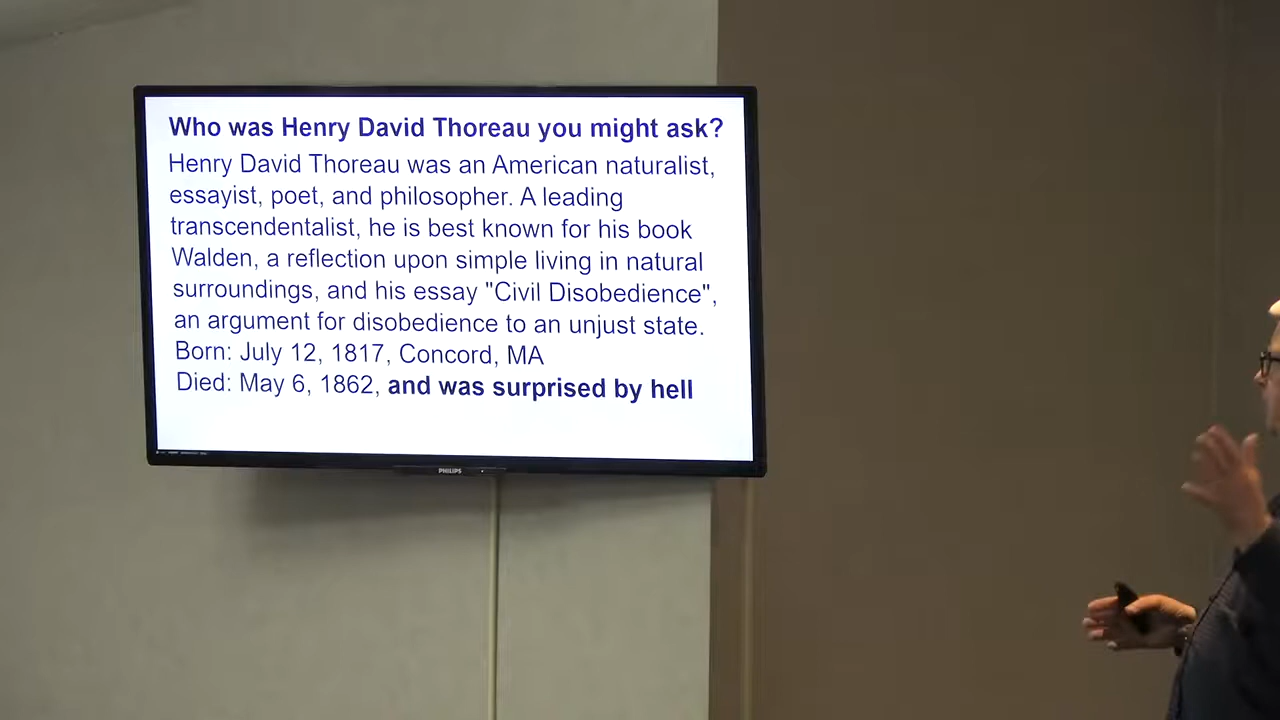 Who was Henry David Thoreau you might ask?
Henry David Thoreau was an American naturalist,
essayist, poet, and philosopher. A leading
transcendentalist, he is best known for his book
Walden, a reflection upon simple living in natural
surroundings, and his essay "Civil Disobedience",
an argument for disobedience to an unjust state.
Born: July 12, 1817, Concord, MA
Died: May 6, 1862, and was surprised by hell
PHILIPS